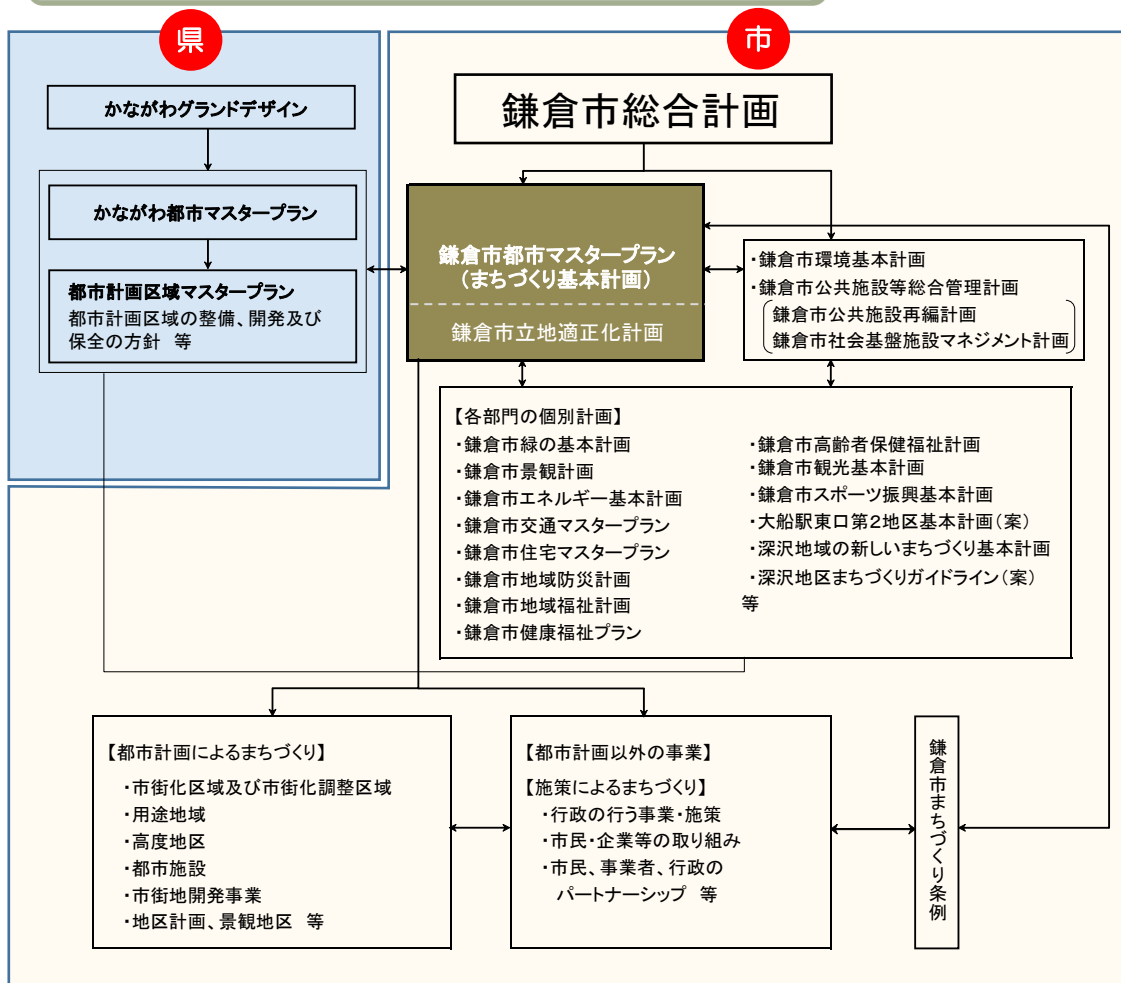 県
市
かながわグランドデザイン
鎌倉市総合計画
かながわ都市マスタープラン
都市計画区域マスタープラン
都市計画区域の整備、開発及び
保全の方針 等
鎌倉市都市マスタープラン
(まちづくり基本計画)
鎌倉市立地適正化計画
・鎌倉市環境基本計画
・鎌倉市公共施設等総合管理計画
鎌倉市公共施設再編計画
鎌倉市社会基盤施設マネジメント計画
【各部門の個別計画】
・鎌倉市緑の基本計画
・鎌倉市景観計画
・鎌倉市エネルギー基本計画
・鎌倉市交通マスタープラン
・鎌倉市住宅マスタープラン
・鎌倉市地域防災計画
・鎌倉市地域福祉計画
・鎌倉市健康福祉プラン
・鎌倉市高齢者保健福祉計画
・鎌倉市観光基本計画
・鎌倉市スポーツ振興基本計画
・大船駅東口第2地区基本計画(案)
・深沢地域の新しいまちづくり基本計画
・深沢地区まちづくりガイドライン(案)
等
【都市計画によるまちづくり】
・市街化区域及び市街化調整区域
・用途地域
・高度地区
・都市施設
・市街地開発事業
・地区計画、景観地区 等
【都市計画以外の事業】
【施策によるまちづくり】
・行政の行う事業・施策
・市民・企業等の取り組み
・市民、事業者、行政の
パートナーシップ 等
鎌倉市まちづくり条例